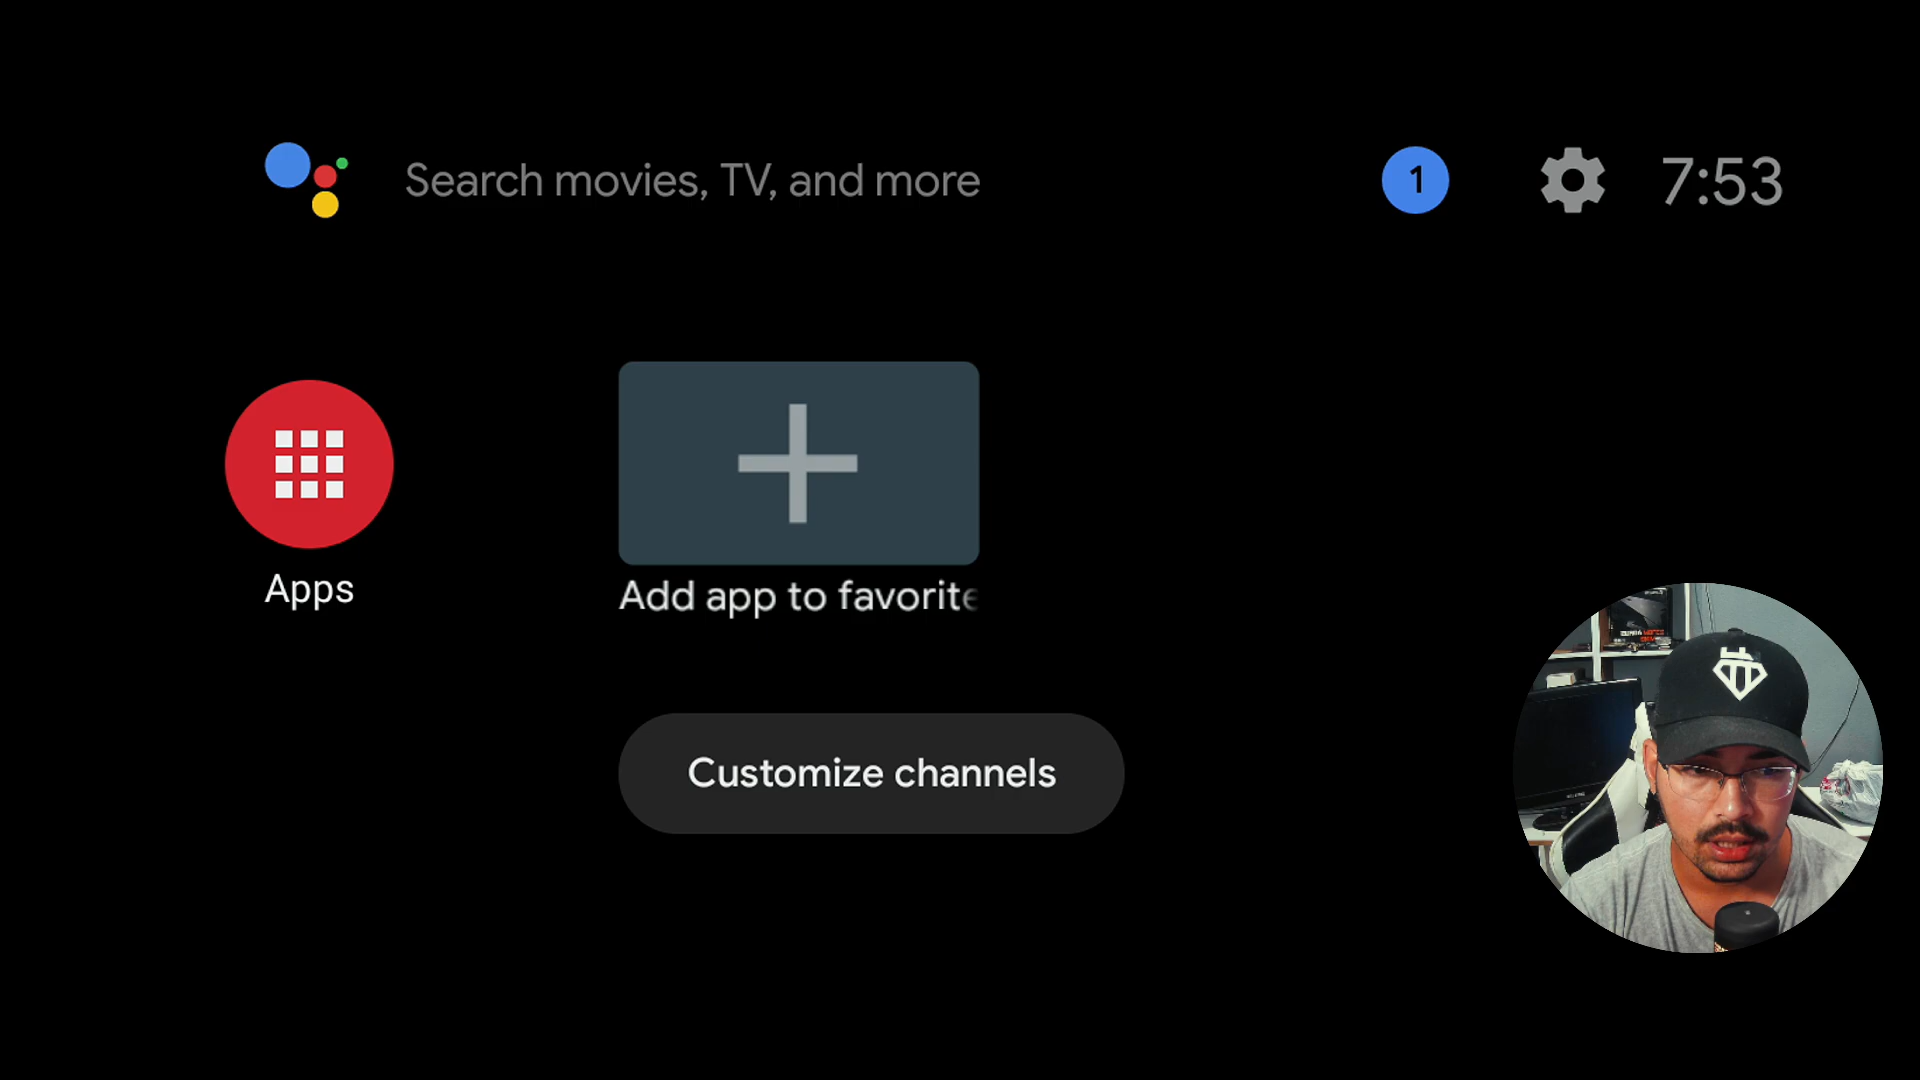 Search movies, TV, and more
1
7:53
Apps
Add app to favorite
Customize channels